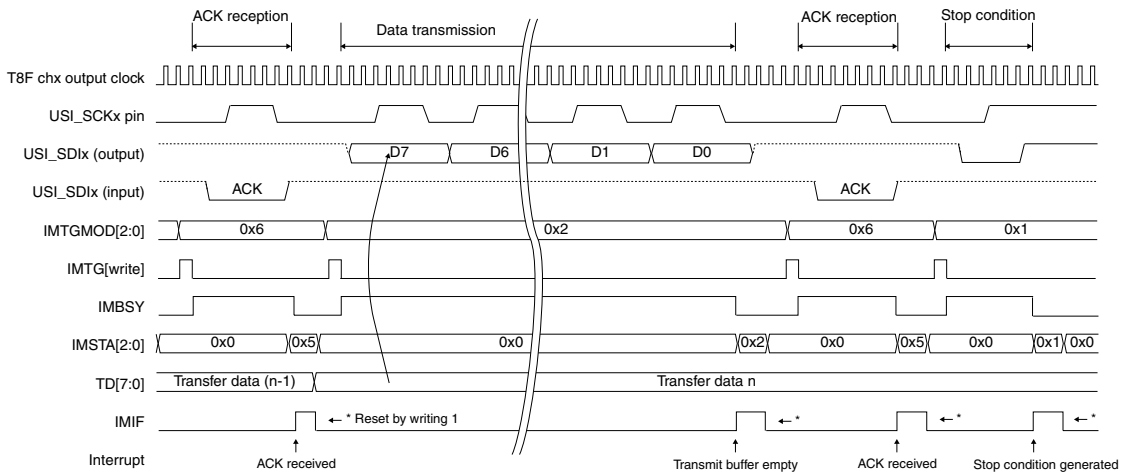 ACK reception
Data transmission
ACK reception
Stop condition
T8F chx output clock
USI_SCKx pin
USI_SDIx (output)
D7
D6
D1
D0
USI_SDIx (input)
ACK
ACK
IMTGMOD[2:0]
0x6
0x2
0x6
0x1
IMTG[write]
IMBSY
IMSTA[2:0]
0x0
0x5
0x0
0x2
0x0
0x5
0x0
0x1
0x0
TD[7:0]
Transfer data (n-1)
Transfer data n
IMIF
* Reset by writing 1
*
*
*
Interrupt
ACK received
Transmit buffer empty
ACK received
Stop condition generated